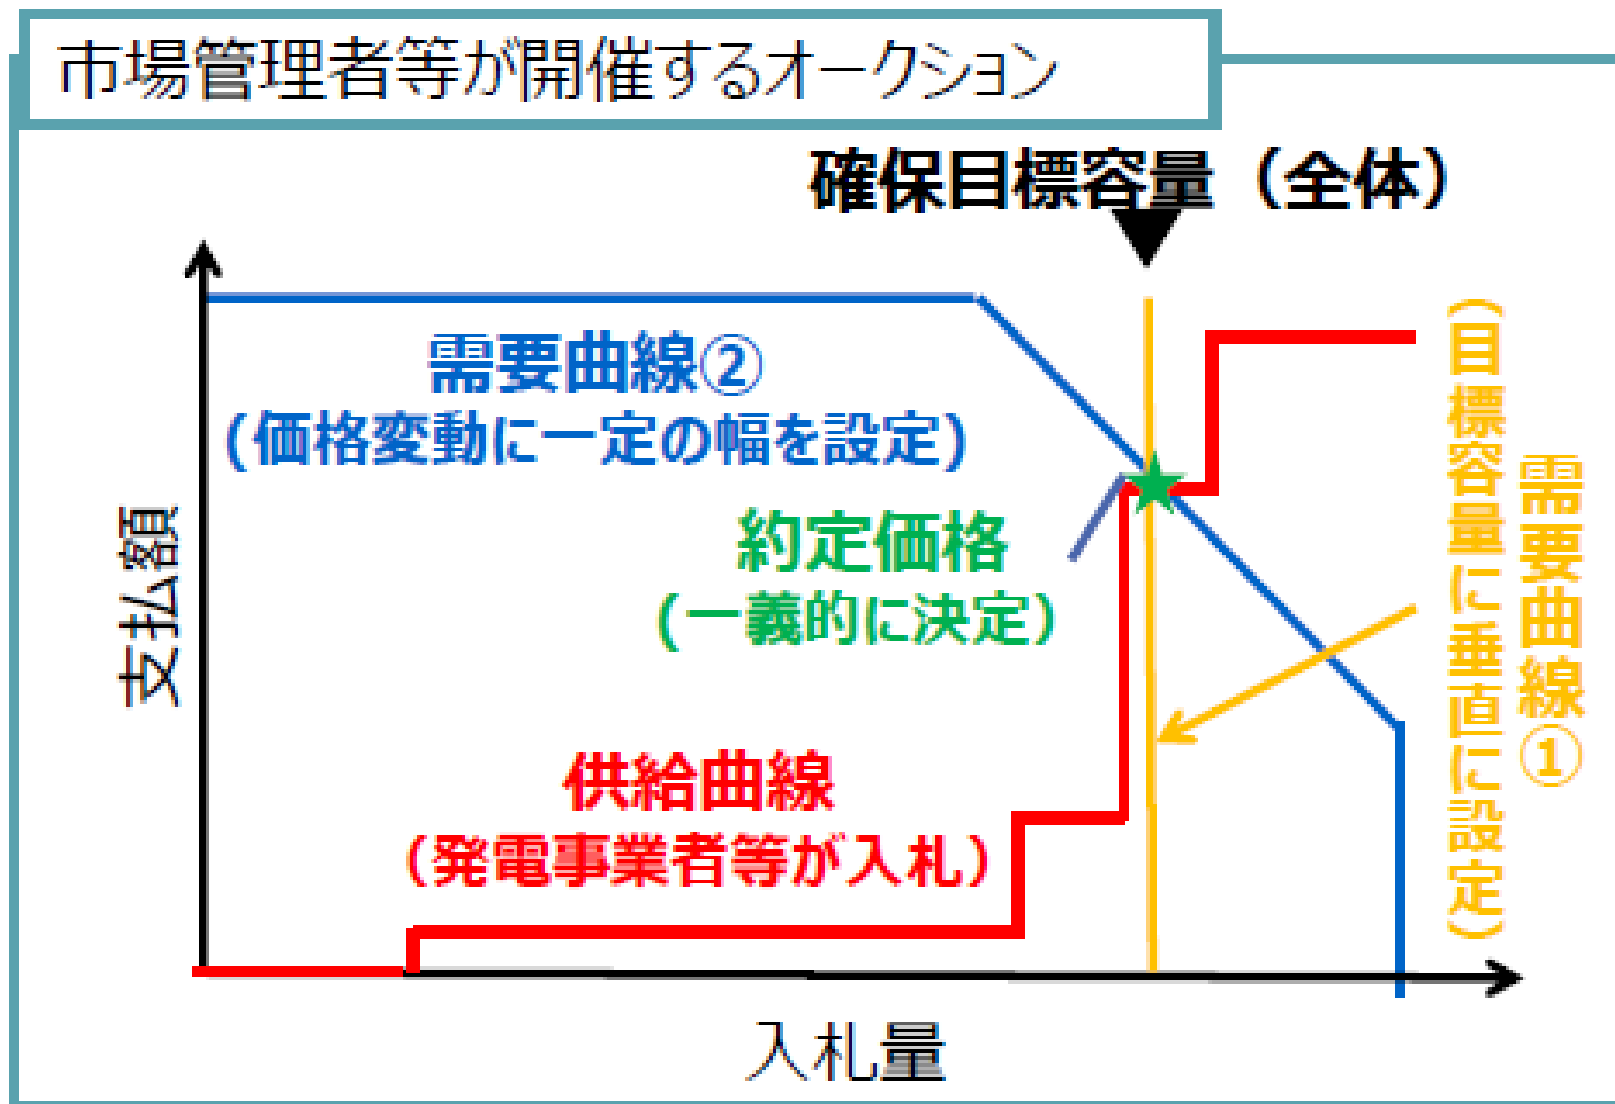 市場管理者等が開催するオークション
確保目標容量（全体）
需要曲線②
(価格変動に一定の幅を設定)
約定価格
(一義的に決定）
支払額
供給曲線
（発電事業者等が入札）
需要曲線①
（目標容量に垂直に設定）
入札量